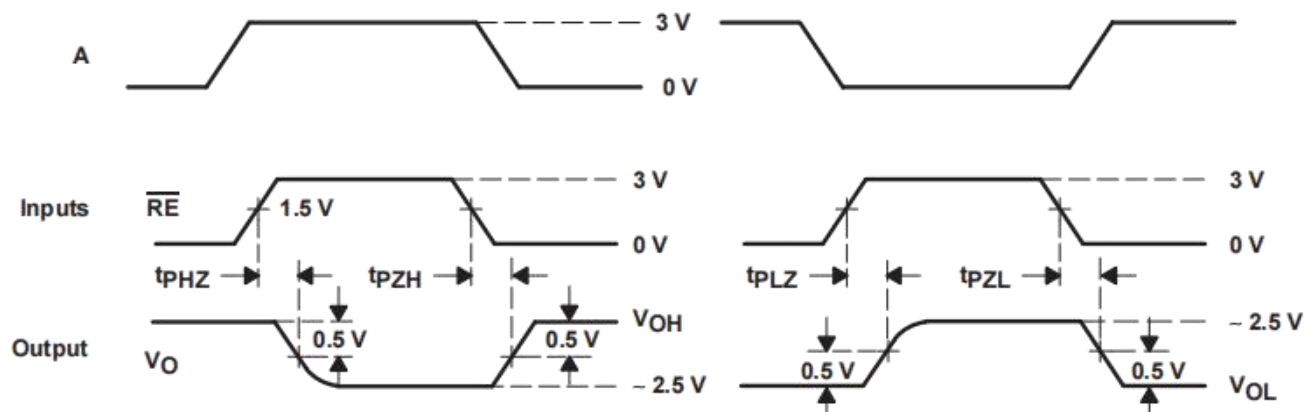 A
3 V
0 V
Inputs
R̅E̅
1.5 V
3 V
0 V
3 V
0 V
tPHZ
tPZH
tPLZ
tPZL
Output
VO
0.5 V
0.5 V
VOH
~ 2.5 V
0.5 V
0.5 V
~ 2.5 V
VOL